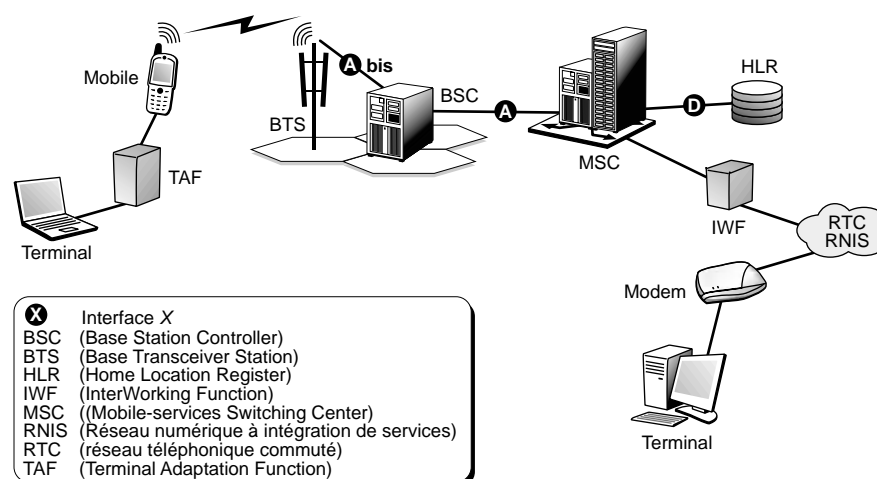 Mobile
A bis
BSC
HLR
BTS
A
D
MSC
TAF
IWF
RTC
RNIS
Terminal
Modem
X Interface X
BSC (Base Station Controller)
BTS (Base Transceiver Station)
HLR (Home Location Register)
IWF (InterWorking Function)
MSC ((Mobile-services Switching Center)
RNIS (Réseau numérique à intégration de services)
RTC (réseau téléphonique commuté)
TAF (Terminal Adaptation Function)
Terminal